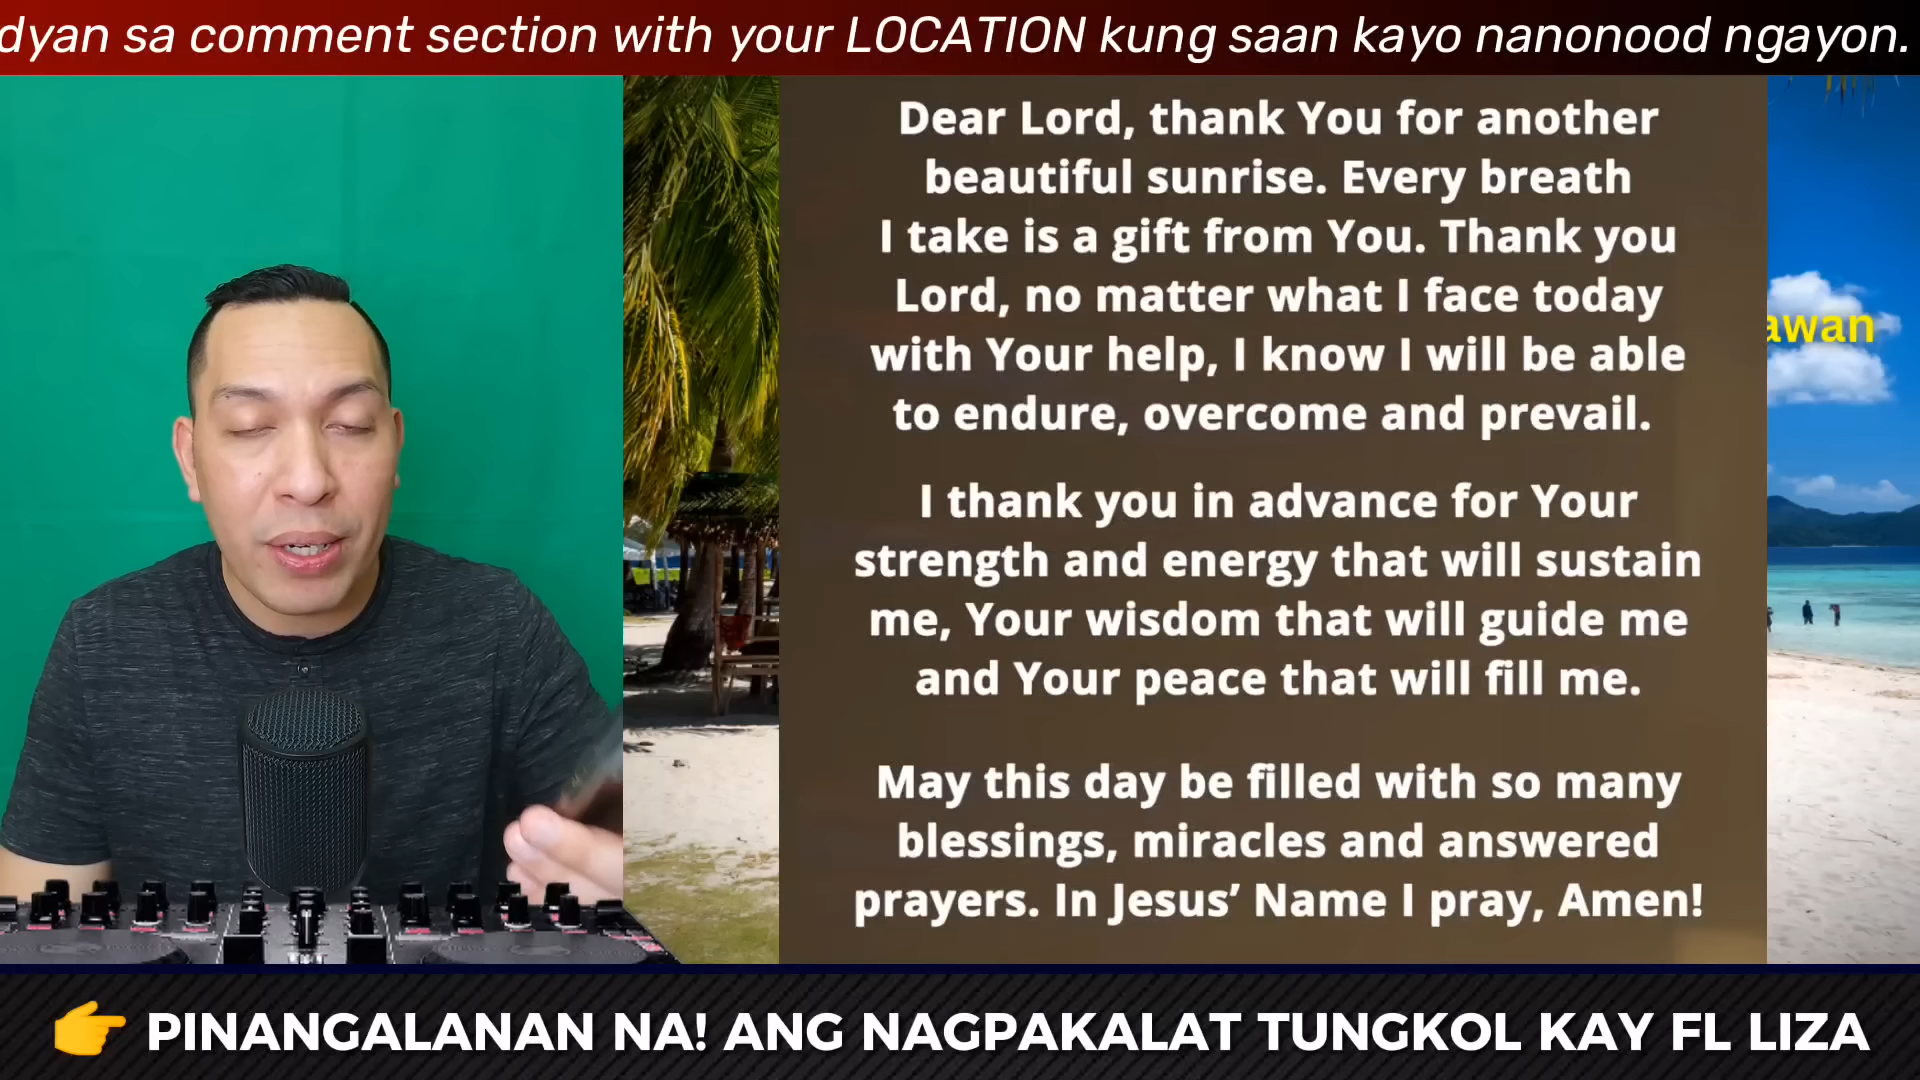 dyan sa comment section with your LOCATION kung saan kayo nanonood ngayon.
Dear Lord, thank You for another
beautiful sunrise. Every breath
I take is a gift from You. Thank you
Lord, no matter what I face today
with Your help, I know I will be able
to endure, overcome and prevail.
I thank you in advance for Your
strength and energy that will sustain
me, Your wisdom that will guide me
and Your peace that will fill me.
May this day be filled with so many
blessings, miracles and answered
prayers. In Jesus’ Name I pray, Amen!
awan
PINANGALANAN NA! ANG NAGPAKALAT TUNGKOL KAY FL LIZA